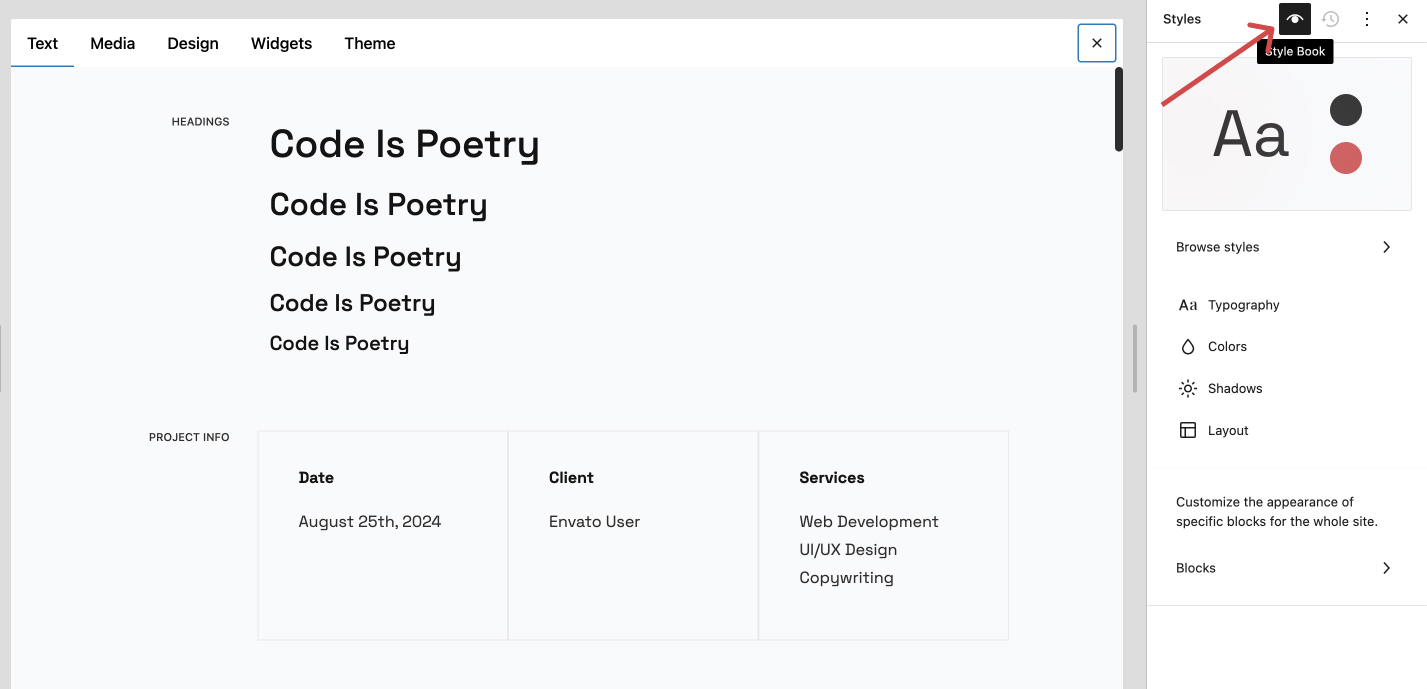 Text Media Design Widgets Theme
Styles
Style Book
HEADINGS
Code Is Poetry
Code Is Poetry
Code Is Poetry
Code Is Poetry
Code Is Poetry
PROJECT INFO
Date
August 25th, 2024
Client
Envato User
Services
Web Development
UI/UX Design
Copywriting
Aa
Browse styles
Aa Typography
Colors
Shadows
Layout
Customize the appearance of
specific blocks for the whole site.
Blocks